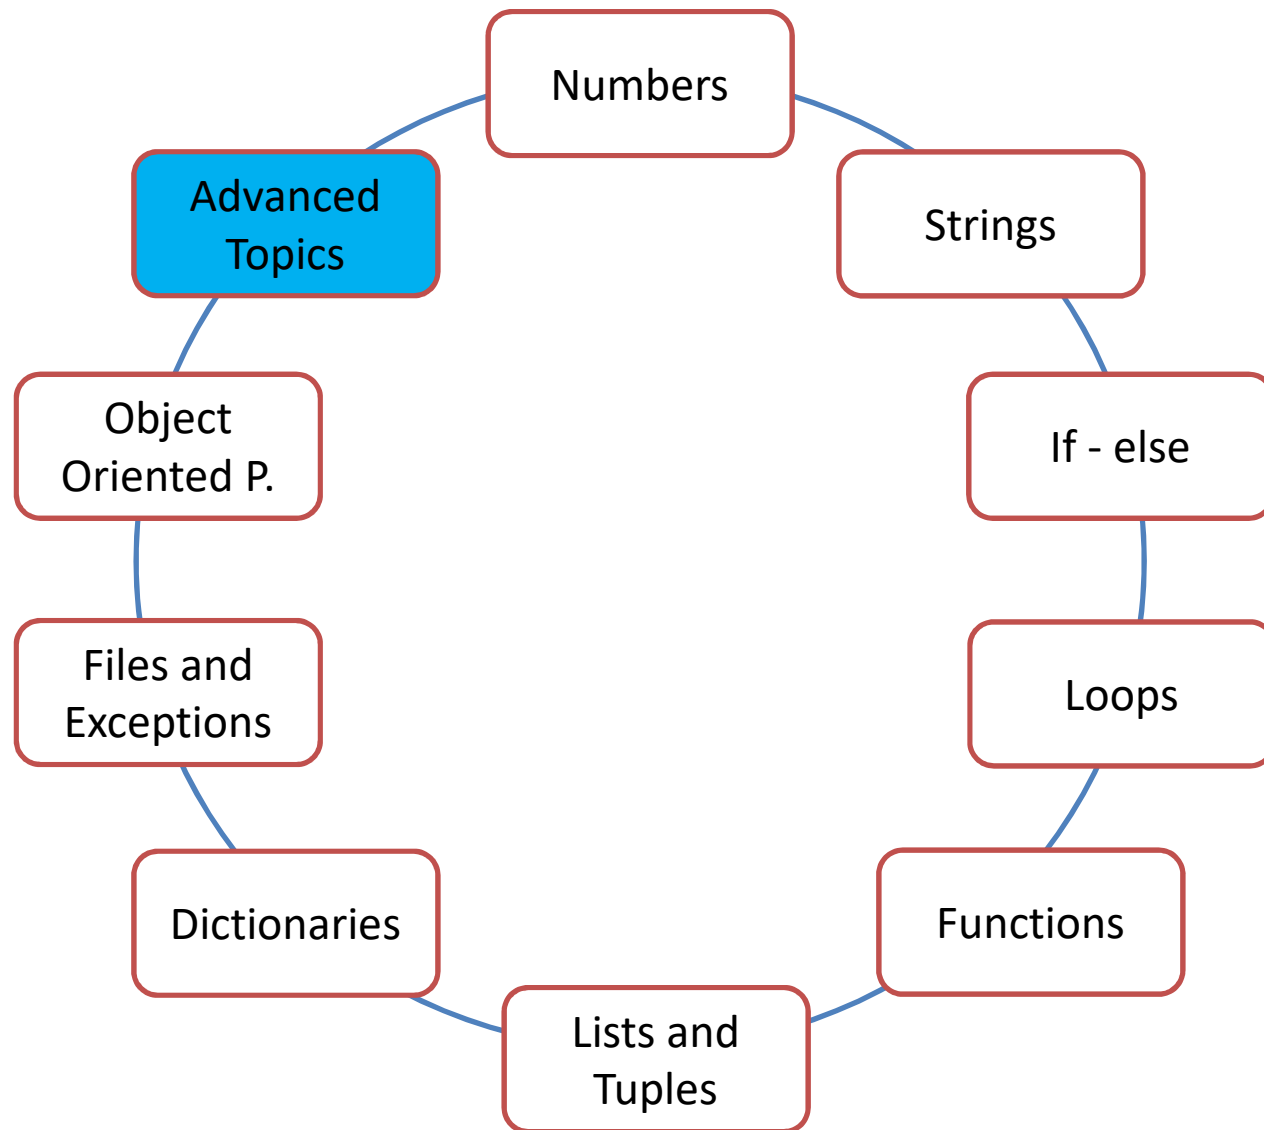 Numbers
Strings
If - else
Loops
Functions
Lists and
Tuples
Dictionaries
Files and
Exceptions
Object
Oriented P.
Advanced
Topics